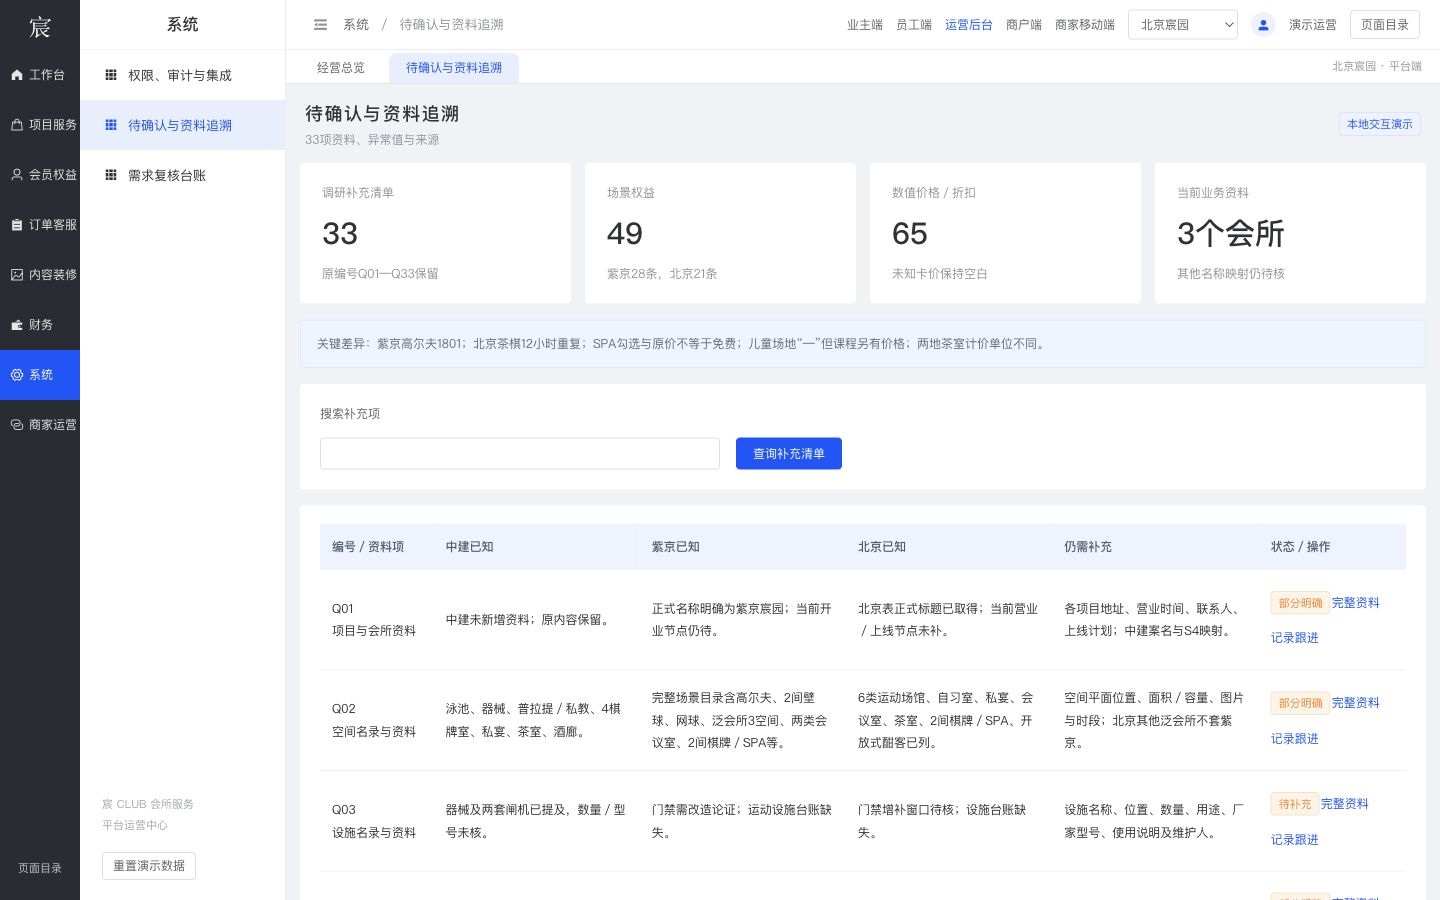 宸
工作台
项目服务
会员权益
订单客服
内容装修
财务
系统
商家运营
页面目录
系统
权限、审计与集成
待确认与资料追溯
需求复核台账
宸 CLUB 会所服务
平台运营中心
重置演示数据
系统 / 待确认与资料追溯
业主端 员工端 运营后台 商户端 商家移动端 北京宸园 演示运营 页面目录
经营总览 待确认与资料追溯
北京宸园 · 平台端
待确认与资料追溯
33项资料、异常值与来源
本地交互演示
调研补充清单
33
原编号Q01—Q33保留
场景权益
49
紫京28条，北京21条
数值价格 / 折扣
65
未知卡价保持空白
当前业务资料
3个会所
其他名称映射仍待核
关键差异：紫京高尔夫1801；北京茶棋12小时重复；SPA勾选与原价不等于免费；儿童场地“—”但课程另有价格；两地茶室计价单位不同。
搜索补充项
查询补充清单
编号 / 资料项 中建已知 紫京已知 北京已知 仍需补充 状态 / 操作
Q01
项目与会所资料
中建未新增资料；原内容保留。
正式名称明确为紫京宸园；当前开
业节点仍待。
北京表正式标题已取得；当前营业
/ 上线节点未补。
各项目地址、营业时间、联系人、
上线计划；中建案名与S4映射。
部分明确 完整资料
记录跟进
Q02
空间名录与资料
泳池、器械、普拉提 / 私教、4棋
牌室、私宴、茶室、酒廊。
完整场景目录含高尔夫、2间壁
球、网球、泛会所3空间、两类会
议室、2间棋牌 / SPA等。
6类运动场馆、自习室、私宴、会
议室、茶室、2间棋牌 / SPA、开
放式酣客已列。
空间平面位置、面积 / 容量、图片
与时段；北京其他泛会所不套紫
京。
部分明确 完整资料
记录跟进
Q03
设施名录与资料
器械及两套闸机已提及，数量 / 型
号未核。
门禁需改造论证；运动设施台账缺
失。
门禁增补窗口待核；设施台账缺
失。
设施名称、位置、数量、用途、厂
家型号、使用说明及维护人。
待补充 完整资料
记录跟进